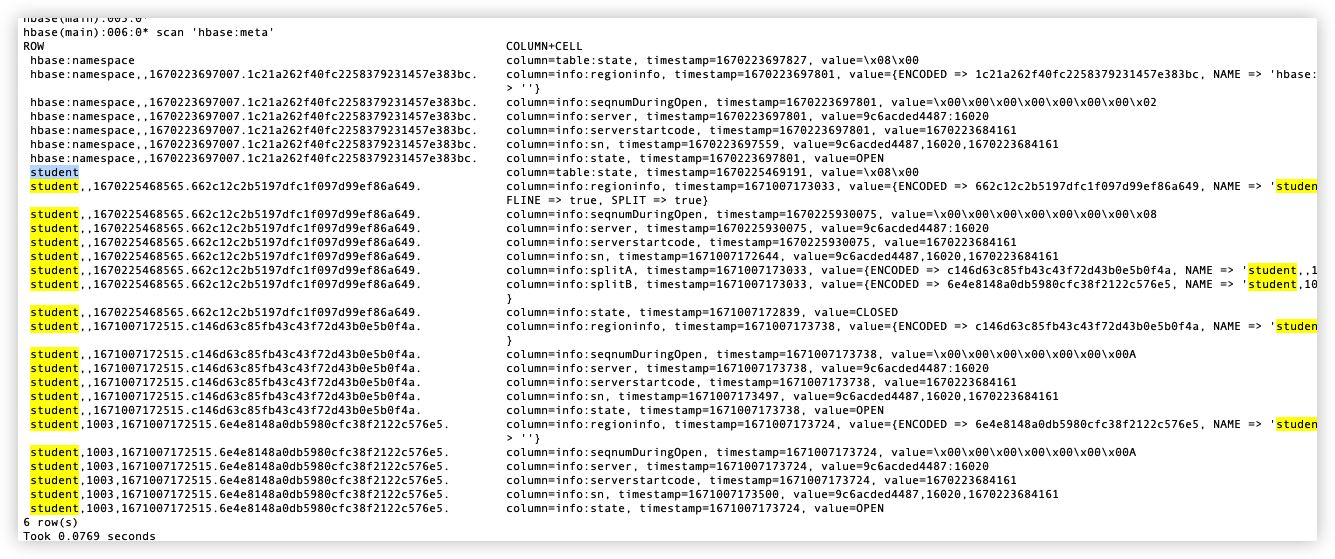 hbase(main):005:0*
hbase(main):006:0* scan 'hbase:meta'
ROW COLUMN+CELL
hbase:namespace column=table:state, timestamp=1670223697827, value=\x08\x00
hbase:namespace,,1670223697007.1c21a262f40fc2258379231457e383bc. column=info:regioninfo, timestamp=1670223697801, value={ENCODED => 1c21a262f40fc2258379231457e383bc, NAME => 'hbase:
> ''}
hbase:namespace,,1670223697007.1c21a262f40fc2258379231457e383bc. column=info:seqnumDuringOpen, timestamp=1670223697801, value=\x00\x00\x00\x00\x00\x00\x00\x02
hbase:namespace,,1670223697007.1c21a262f40fc2258379231457e383bc. column=info:server, timestamp=1670223697801, value=9c6acded4487:16020
hbase:namespace,,1670223697007.1c21a262f40fc2258379231457e383bc. column=info:serverstartcode, timestamp=1670223697801, value=1670223684161
hbase:namespace,,1670223697007.1c21a262f40fc2258379231457e383bc. column=info:sn, timestamp=1670223697559, value=9c6acded4487,16020,1670223684161
hbase:namespace,,1670223697007.1c21a262f40fc2258379231457e383bc. column=info:state, timestamp=1670223697801, value=OPEN
student column=table:state, timestamp=1670225469191, value=\x08\x00
student,,1670225468565.662c12c2b5197dfc1f097d99ef86a649. column=info:regioninfo, timestamp=1671007173033, value={ENCODED => 662c12c2b5197dfc1f097d99ef86a649, NAME => 'studen
FLINE => true, SPLIT => true}
student,,1670225468565.662c12c2b5197dfc1f097d99ef86a649. column=info:seqnumDuringOpen, timestamp=1670225930075, value=\x00\x00\x00\x00\x00\x00\x00\x08
student,,1670225468565.662c12c2b5197dfc1f097d99ef86a649. column=info:server, timestamp=1670225930075, value=9c6acded4487:16020
student,,1670225468565.662c12c2b5197dfc1f097d99ef86a649. column=info:serverstartcode, timestamp=1670225930075, value=1670223684161
student,,1670225468565.662c12c2b5197dfc1f097d99ef86a649. column=info:sn, timestamp=1671007172644, value=9c6acded4487,16020,1670223684161
student,,1670225468565.662c12c2b5197dfc1f097d99ef86a649. column=info:splitA, timestamp=1671007173033, value={ENCODED => c146d63c85fb43c43f72d43b0e5b0f4a, NAME => 'student,,1
student,,1670225468565.662c12c2b5197dfc1f097d99ef86a649. column=info:splitB, timestamp=1671007173033, value={ENCODED => 6e4e8148a0db5980cfc38f2122c576e5, NAME => 'student,10
}
student,,1670225468565.662c12c2b5197dfc1f097d99ef86a649. column=info:state, timestamp=1671007172839, value=CLOSED
student,,1671007172515.c146d63c85fb43c43f72d43b0e5b0f4a. column=info:regioninfo, timestamp=1671007173738, value={ENCODED => c146d63c85fb43c43f72d43b0e5b0f4a, NAME => 'studen
}
student,,1671007172515.c146d63c85fb43c43f72d43b0e5b0f4a. column=info:seqnumDuringOpen, timestamp=1671007173738, value=\x00\x00\x00\x00\x00\x00\x00A
student,,1671007172515.c146d63c85fb43c43f72d43b0e5b0f4a. column=info:server, timestamp=1671007173738, value=9c6acded4487:16020
student,,1671007172515.c146d63c85fb43c43f72d43b0e5b0f4a. column=info:serverstartcode, timestamp=1671007173738, value=1670223684161
student,,1671007172515.c146d63c85fb43c43f72d43b0e5b0f4a. column=info:sn, timestamp=1671007173497, value=9c6acded4487,16020,1670223684161
student,,1671007172515.c146d63c85fb43c43f72d43b0e5b0f4a. column=info:state, timestamp=1671007173738, value=OPEN
student,1003,1671007172515.6e4e8148a0db5980cfc38f2122c576e5. column=info:regioninfo, timestamp=1671007173724, value={ENCODED => 6e4e8148a0db5980cfc38f2122c576e5, NAME => 'studen
> ''}
student,1003,1671007172515.6e4e8148a0db5980cfc38f2122c576e5. column=info:seqnumDuringOpen, timestamp=1671007173724, value=\x00\x00\x00\x00\x00\x00\x00A
student,1003,1671007172515.6e4e8148a0db5980cfc38f2122c576e5. column=info:server, timestamp=1671007173724, value=9c6acded4487:16020
student,1003,1671007172515.6e4e8148a0db5980cfc38f2122c576e5. column=info:serverstartcode, timestamp=1671007173724, value=1670223684161
student,1003,1671007172515.6e4e8148a0db5980cfc38f2122c576e5. column=info:sn, timestamp=1671007173500, value=9c6acded4487,16020,1670223684161
student,1003,1671007172515.6e4e8148a0db5980cfc38f2122c576e5. column=info:state, timestamp=1671007173724, value=OPEN
6 row(s)
Took 0.0769 seconds